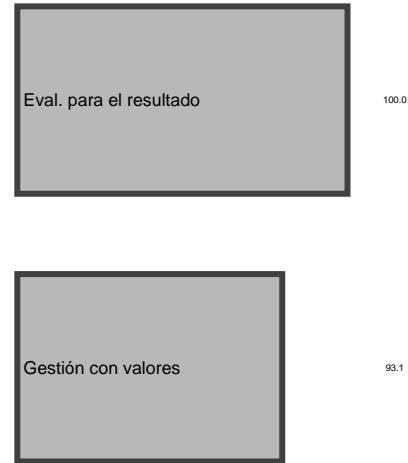 Eval. para el resultado 100.0
Gestión con valores 93.1